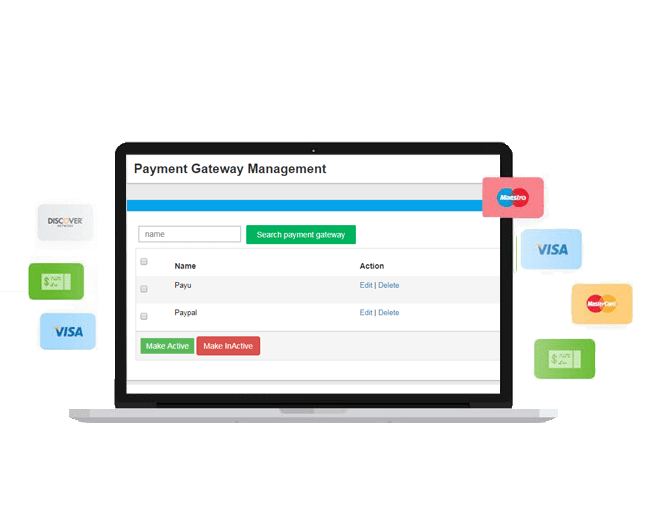 Payment Gateway Management
name
Search payment gateway
Name Action
Payu Edit | Delete
Paypal Edit | Delete
Make Active Make InActive
DISCOVER
NETWORK
VISA
Maestro
VISA
MasterCard